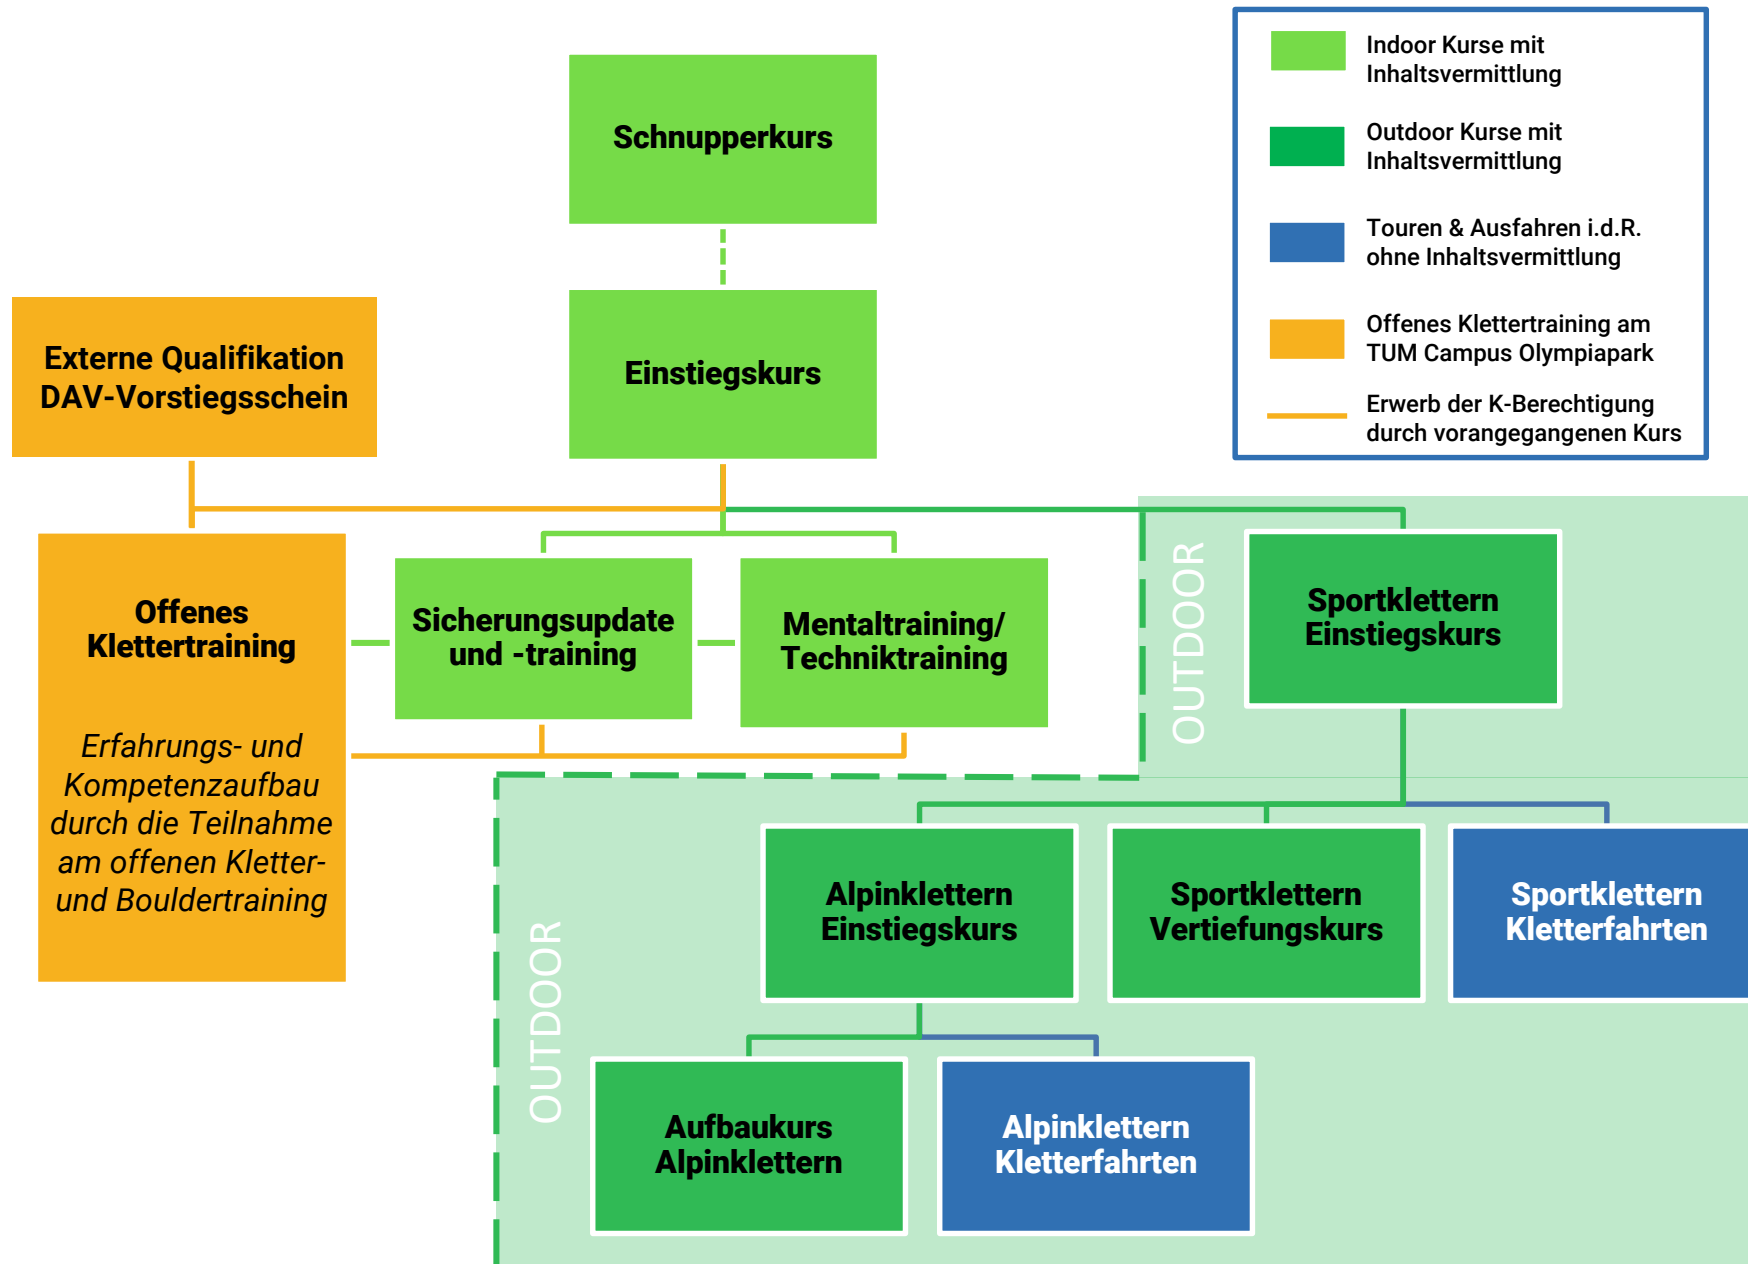 Indoor Kurse mit
Inhaltsvermittlung
Outdoor Kurse mit
Inhaltsvermittlung
Touren & Ausfahren i.d.R.
ohne Inhaltsvermittlung
Offenes Klettertraining am
TUM Campus Olympiapark
Erwerb der K-Berechtigung
durch vorangegangenen Kurs
Schnupperkurs
Externe Qualifikation
DAV-Vorstiegsschein
Einstiegskurs
Offenes
Klettertraining
Erfahrungs- und
Kompetenzaufbau
durch die Teilnahme
am offenen Kletter-
und Bouldertraining
Sicherungsupdate
und -training
Mentaltraining/
Techniktraining
OUTDOOR
Sportklettern
Einstiegskurs
OUTDOOR
Alpinklettern
Einstiegskurs
Sportklettern
Vertiefungskurs
Sportklettern
Kletterfahrten
Aufbaukurs
Alpinklettern
Alpinklettern
Kletterfahrten